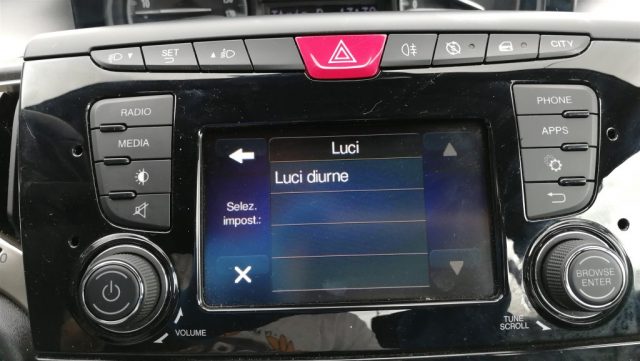 SET
CITY
RADIO
MEDIA
PHONE
APPS
Luci
Luci diurne
Selez.
impost.:
VOLUME
BROWSE
ENTER
TUNE
SCROLL